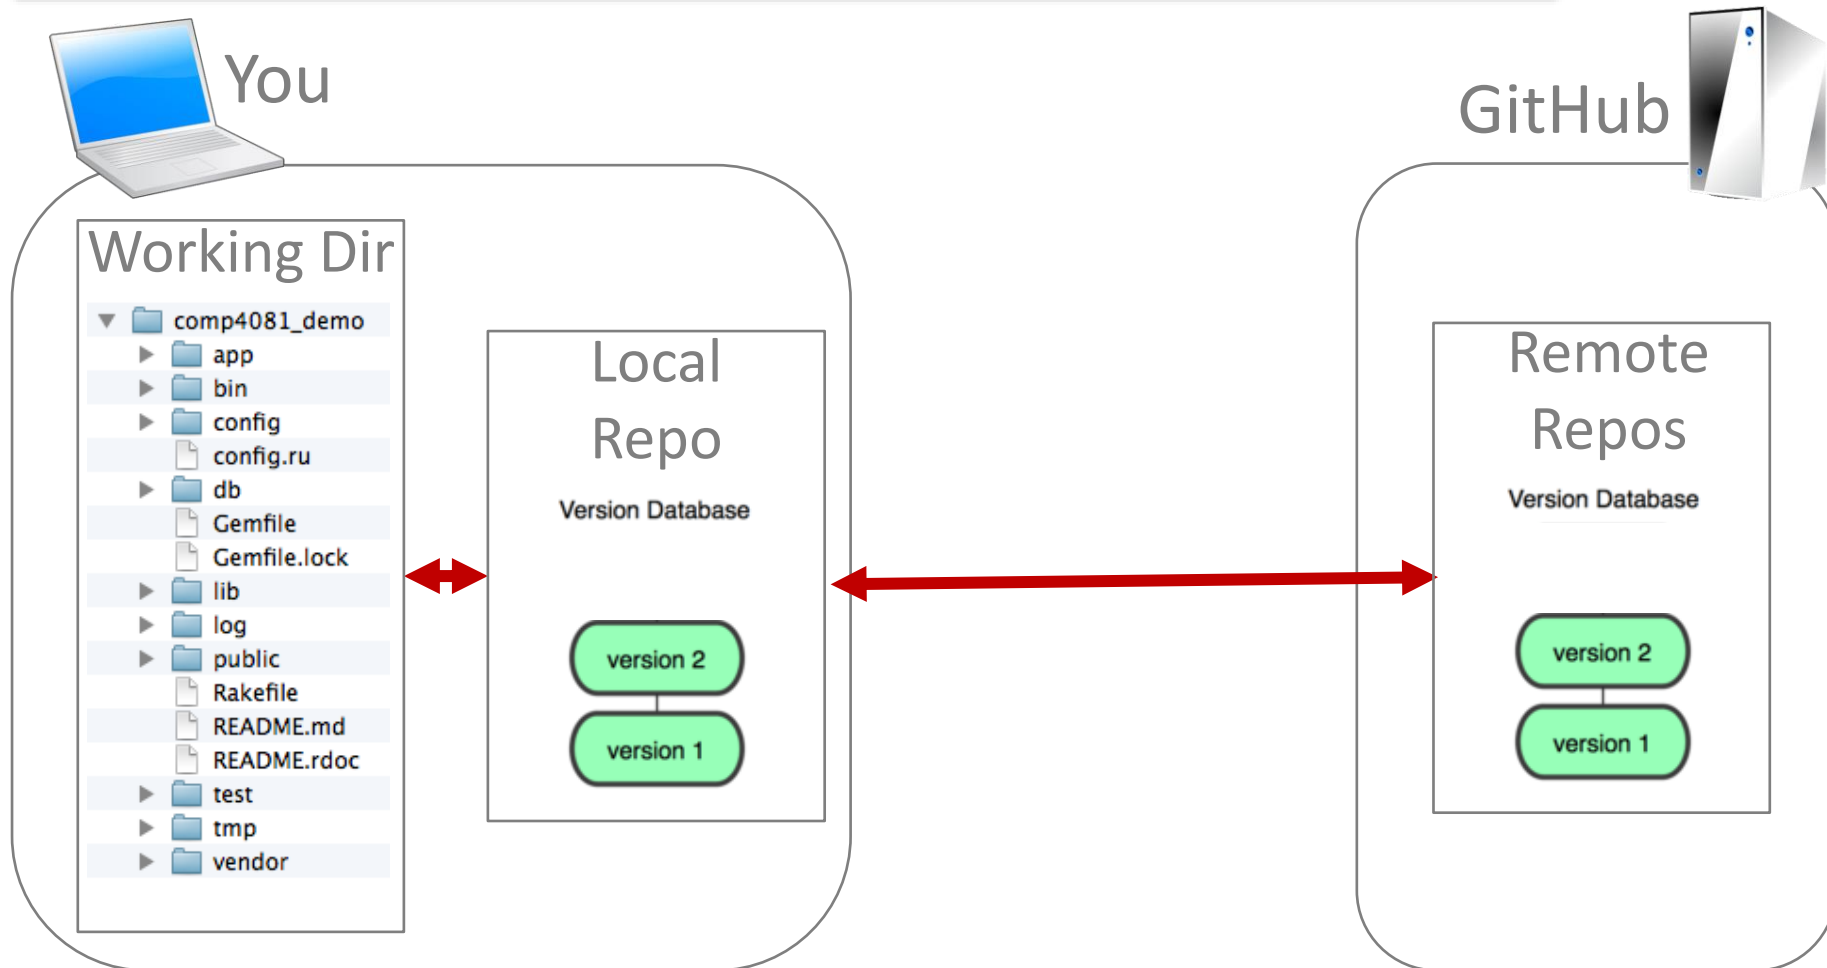 You
GitHub
Working Dir
comp4081_demo
app
bin
config
config.ru
db
Gemfile
Gemfile.lock
lib
log
public
Rakefile
README.md
README.rdoc
test
tmp
vendor
Local
Repo
Version Database
version 2
version 1
Remote
Repos
Version Database
version 2
version 1